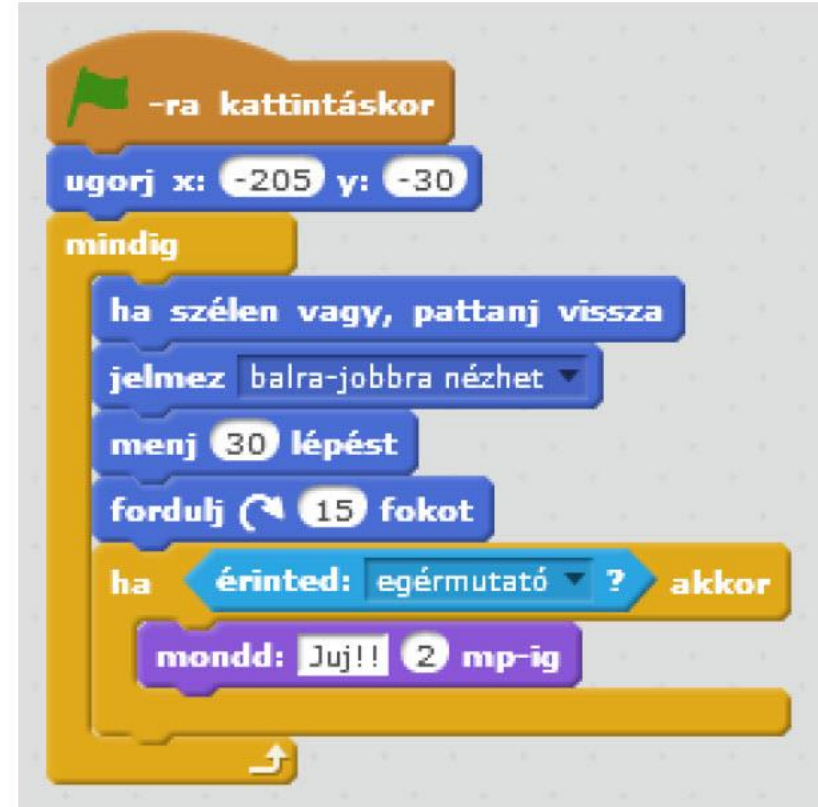 -ra kattintáskor
ugorj x: -205 y: -30
mindig
ha szélen vagy, pattanj vissza
jelmez balra-jobbra nézhet
menj 30 lépést
fordulj 15 fokot
ha érinted: egérmutató ? akkor
mondd: Juj!! 2 mp-ig